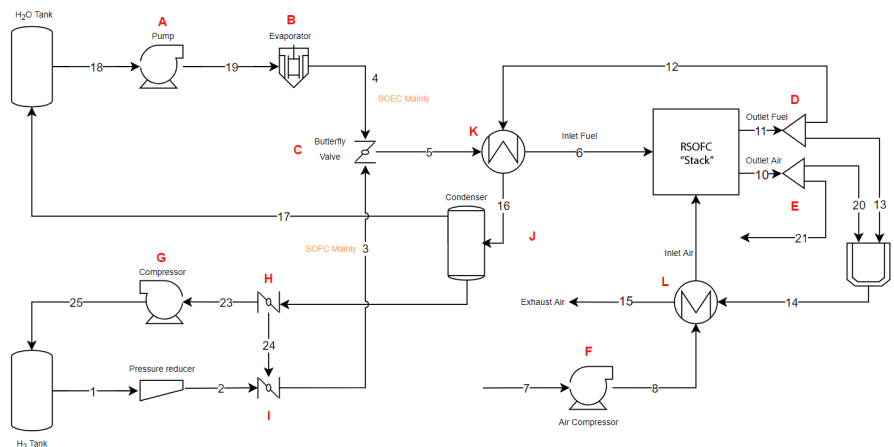 H₂O Tank
A
Pump
B
Evaporator
18
19
4
SOEC Mainly
12
D
K
C
Butterfly
Valve
5
Inlet Fuel
6
RSOFC
"Stack"
Outlet Fuel
11
Outlet Air
10
E
Condenser
16
17
J
20
13
21
SOFC Mainly
3
Inlet Air
G
Compressor
H
L
25
23
Exhaust Air
15
14
24
Pressure reducer
F
1
2
7
8
I
Air Compressor
H₂ Tank